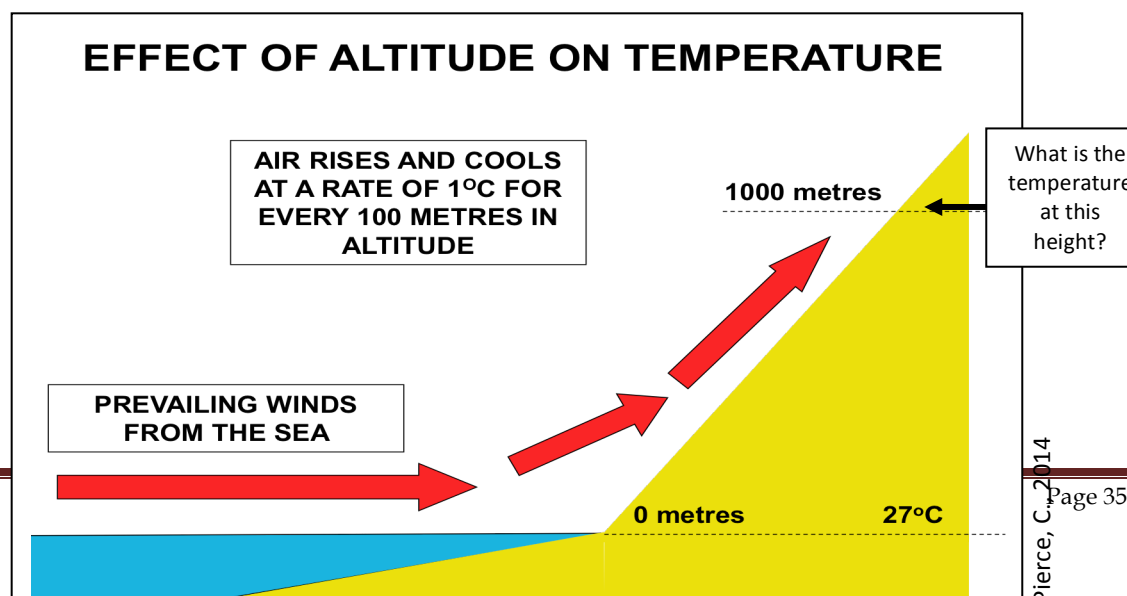 EFFECT OF ALTITUDE ON TEMPERATURE
AIR RISES AND COOLS
AT A RATE OF 1ºC FOR
EVERY 100 METRES IN
ALTITUDE
1000 metres
What is the
temperature
at this
height?
PREVAILING WINDS
FROM THE SEA
0 metres
27ºC
Pierce, C., 2014
Page 35